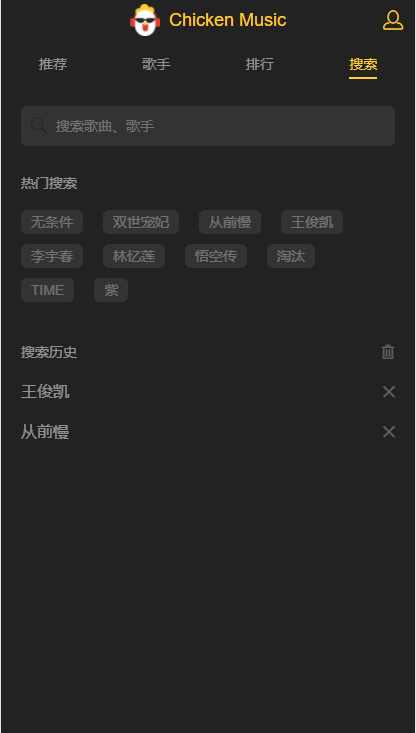 Chicken Music
推荐 歌手 排行 搜索
搜索歌曲、歌手
热门搜索
无条件 双世宠妃 从前慢 王俊凯
李宇春 林忆莲 悟空传 淘汰
TIME 紫
搜索历史
王俊凯
从前慢